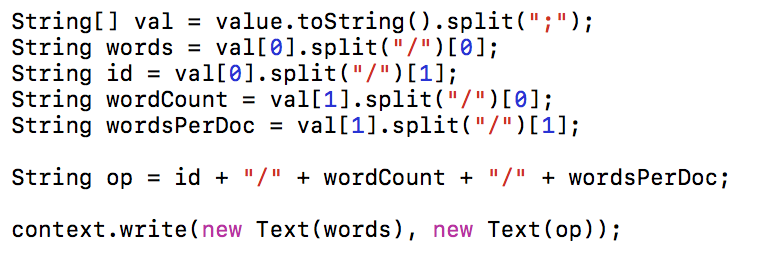 String[] val = value.toString().split(";");
String words = val[0].split("/")[0];
String id = val[0].split("/")[1];
String wordCount = val[1].split("/")[0];
String wordsPerDoc = val[1].split("/")[1];
String op = id + "/" + wordCount + "/" + wordsPerDoc;
context.write(new Text(words), new Text(op));